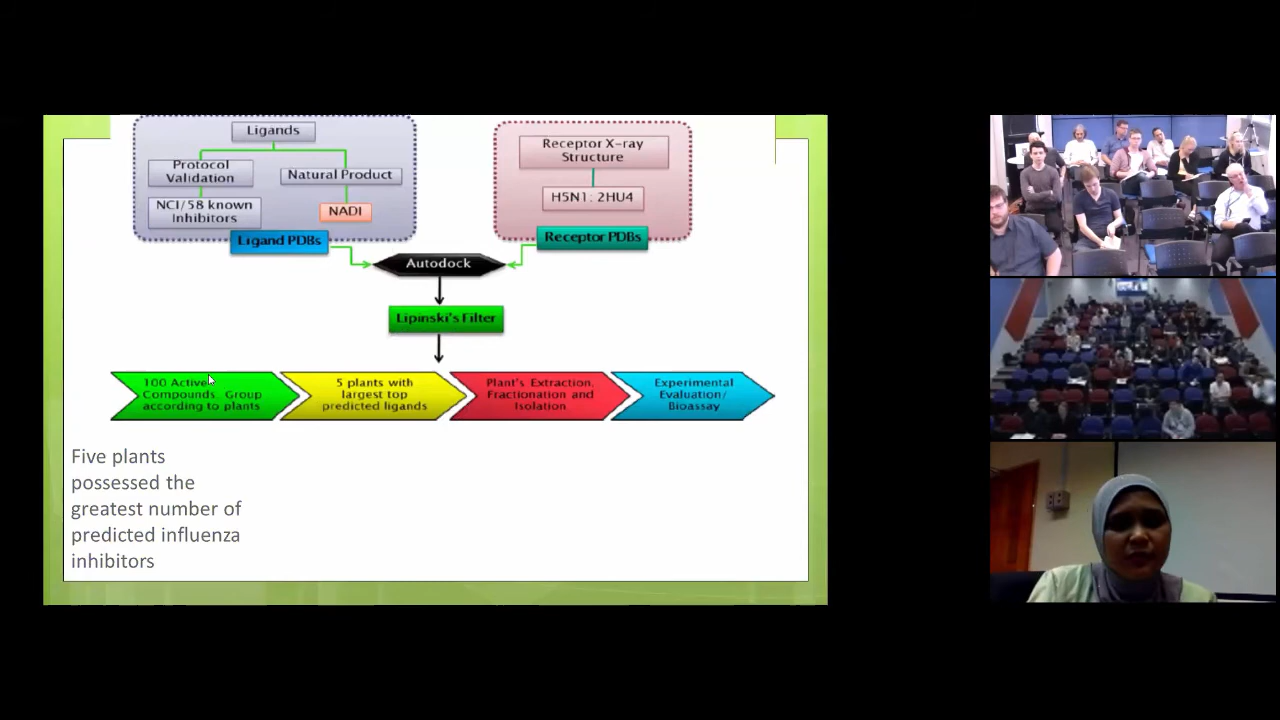 Ligands
Protocol
Validation
Natural Product
NCI/58 known
Inhibitors
NADI
Ligand PDBs
Receptor X-ray
Structure
H5N1: 2HU4
Receptor PDBs
Autodock
Lipinski's Filter
100 Active
Compounds. Group
according to plants
5 plants with
largest top
predicted ligands
Plant's Extraction,
Fractionation and
Isolation
Experimental
Evaluation/
Bioassay
Five plants
possessed the
greatest number of
predicted influenza
inhibitors